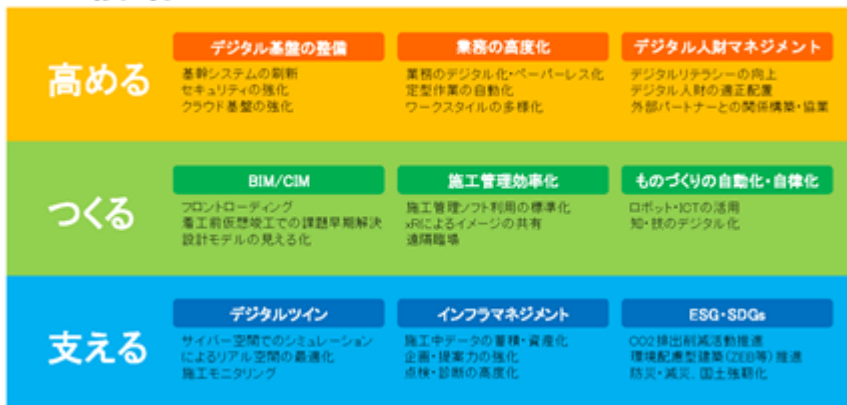 高める
デジタル基盤の整備
基幹システムの刷新
セキュリティの強化
クラウド基盤の強化
業務の高度化
業務のデジタル化・ペーパーレス化
定型作業の自動化
ワークスタイルの多様化
デジタル人財マネジメント
デジタルリテラシーの向上
デジタル人財の適正配置
外部パートナーとの関係構築・協業
つくる
BIM/CIM
フロントローディング
着工前仮想竣工での課題早期解決
設計モデルの見える化
施工管理効率化
施工管理ソフト利用の標準化
xRによるイメージの共有
遠隔臨場
ものづくりの自動化・自律化
ロボット・ICTの活用
知・技のデジタル化
支える
デジタルツイン
サイバー空間でのシミュレーション
によるリアル空間の最適化
施工モニタリング
インフラマネジメント
施工中データの蓄積・資産化
企画・提案力の強化
点検・診断の高度化
ESG・SDGs
CO2排出削減活動推進
環境配慮型建築(ZEB等)推進
防災・減災、国土強靭化